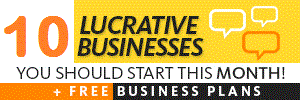 10 LUCRATIVE
BUSINESSES
YOU SHOULD START THIS MONTH!
+ FREE BUSINESS PLANS